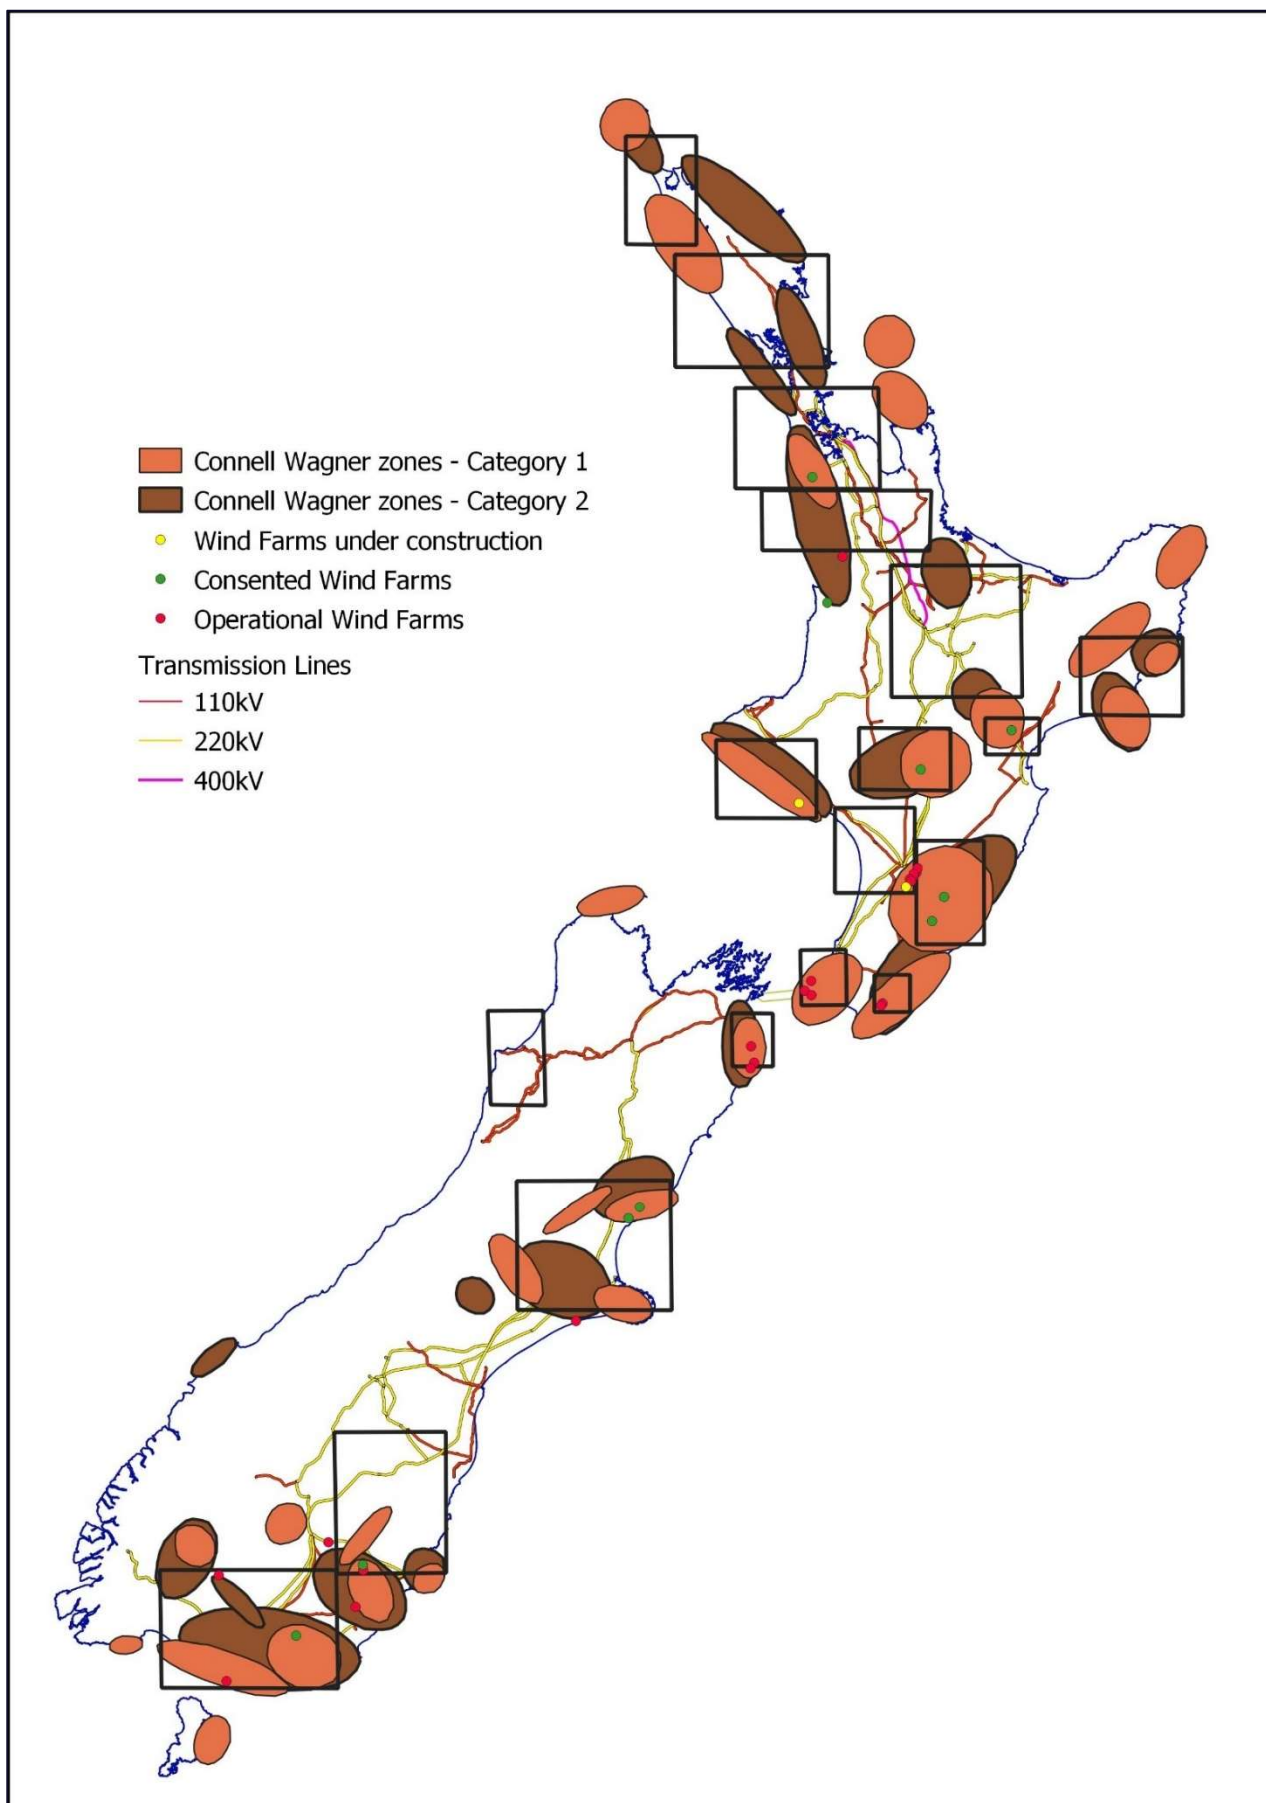 Connell Wagner zones - Category 1
Connell Wagner zones - Category 2
Wind Farms under construction
Consented Wind Farms
Operational Wind Farms
Transmission Lines
110kV
220kV
400kV